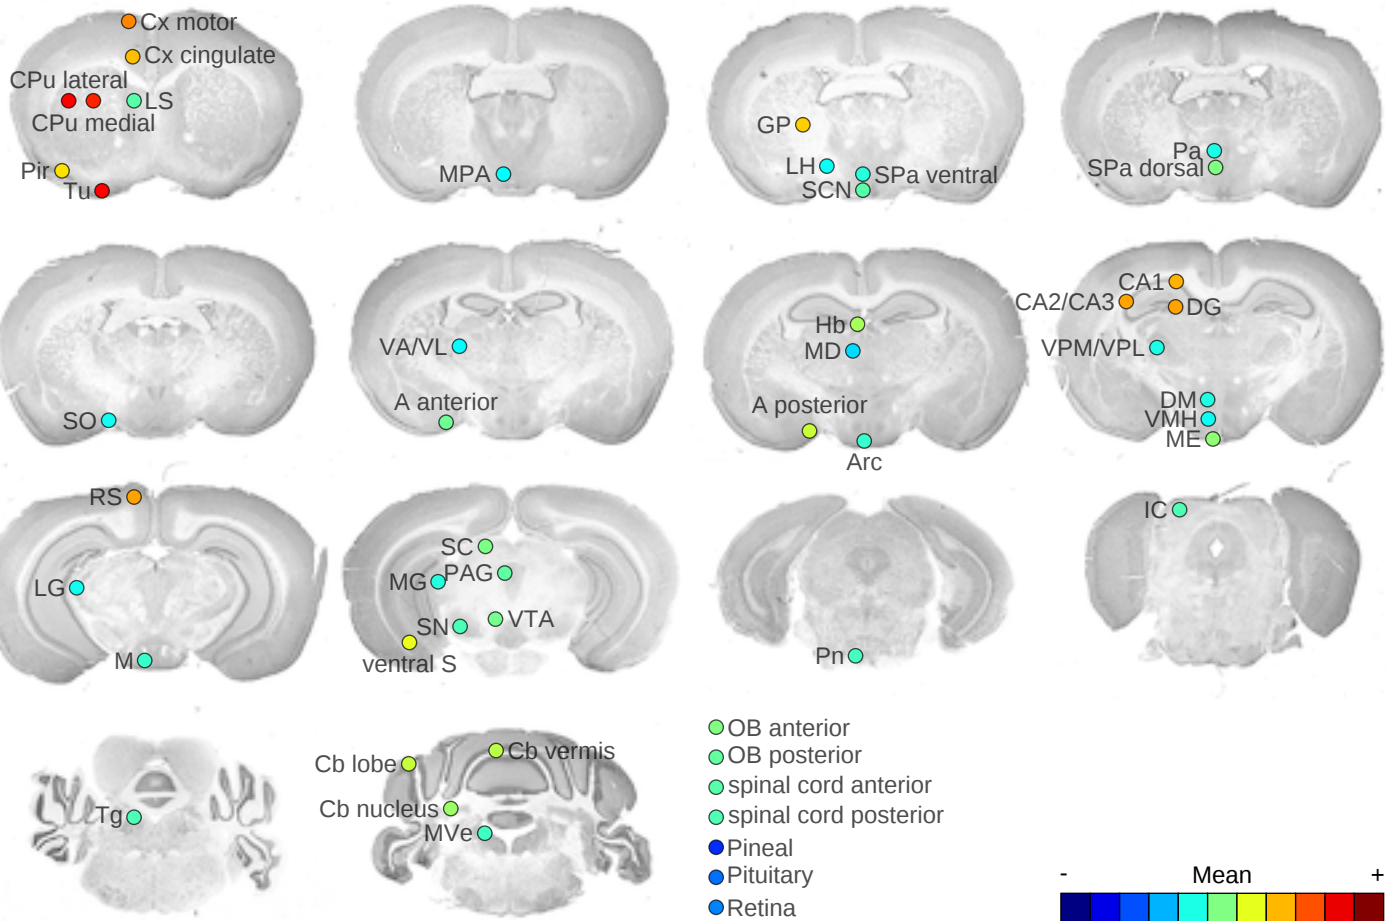 Cx motor
Cx cingulate
CPu lateral
LS
CPu medial
Pir
Tu
MPA
GP
LH
SPa ventral
SCN
Pa
SPa dorsal
SO
VA/VL
A anterior
Hb
MD
A posterior
Arc
CA1
CA2/CA3
DG
VPM/VPL
DM
VMH
ME
RS
LG
M
SC
MG
PAG
SN
VTA
ventral S
Pn
IC
Tg
Cb lobe
Cb vermis
Cb nucleus
MVe
OB anterior
OB posterior
spinal cord anterior
spinal cord posterior
Pineal
Pituitary
Retina
- Mean +